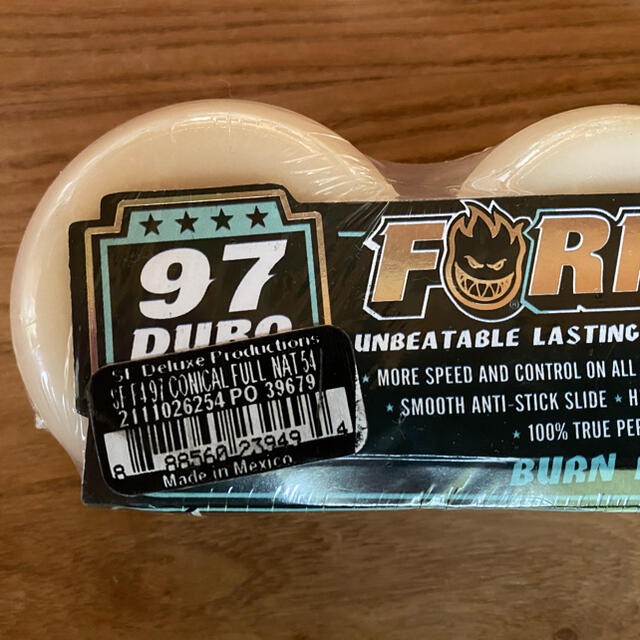 97
DURO
FOR
UNBEATABLE LASTING
MORE SPEED AND CONTROL ON ALL
SMOOTH ANTI-STICK SLIDE • H
100% TRUE PER
BURN
SF Deluxe Productions
SF F4 97 CONICAL FULL NAT 54
2111026254 PO 39679
8 88560 23949 4
Made in Mexico